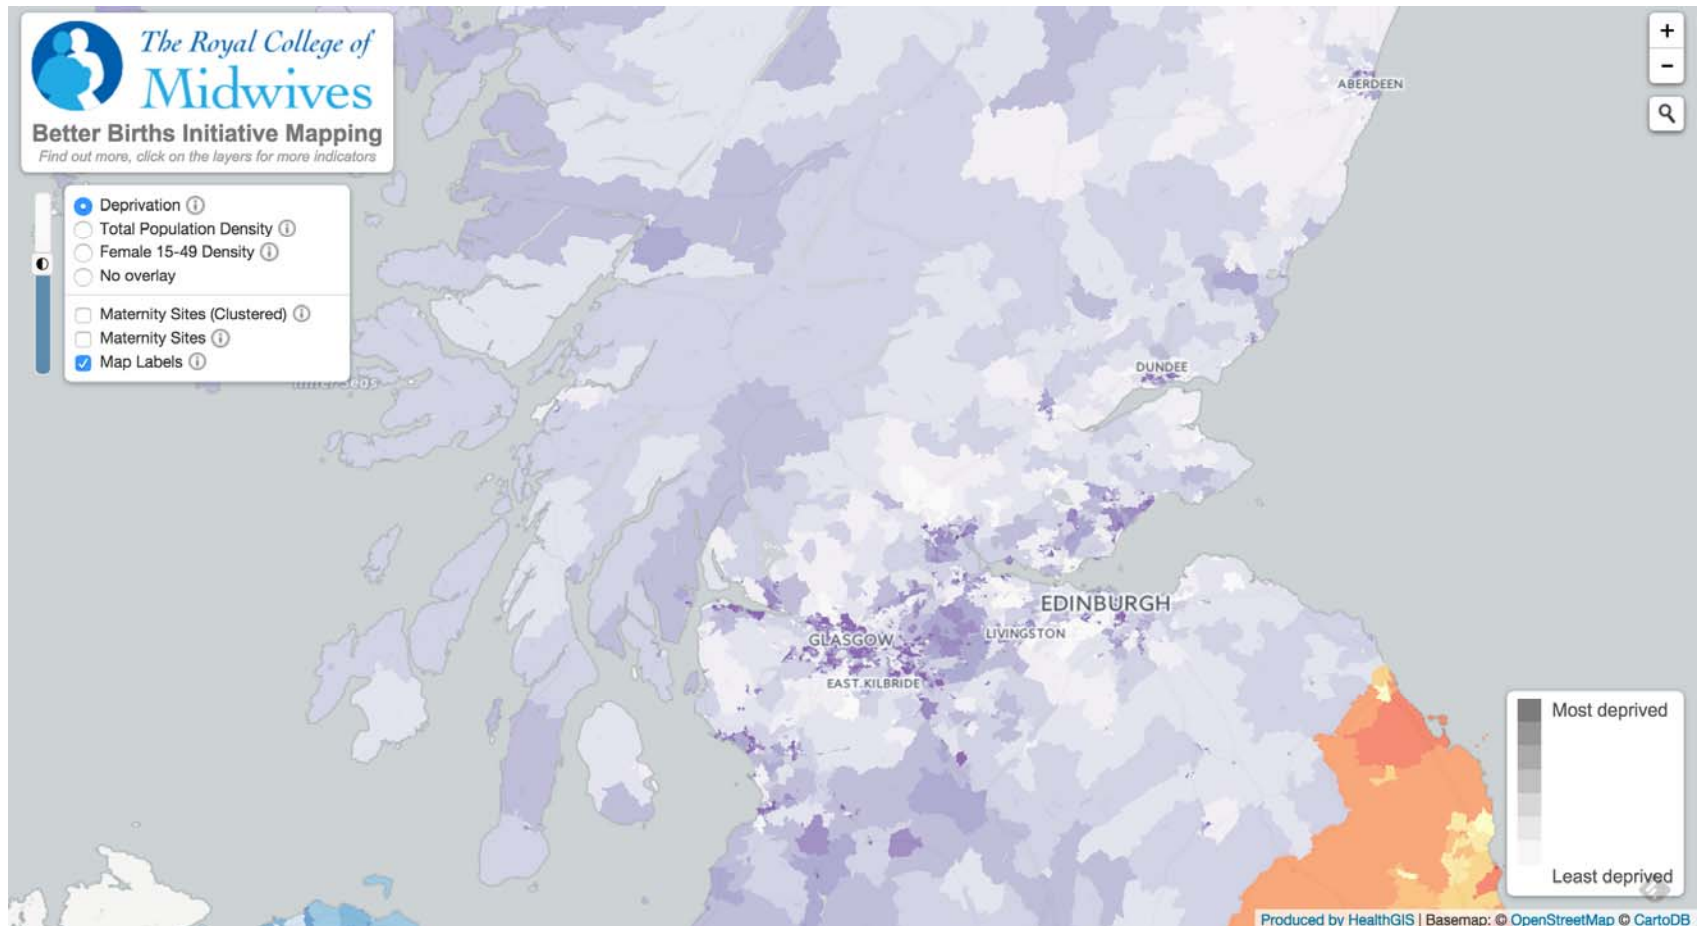 The Royal College of
Midwives
Better Births Initiative Mapping
Find out more, click on the layers for more indicators
Deprivation
Total Population Density
Female 15-49 Density
No overlay
Maternity Sites (Clustered)
Maternity Sites
Map Labels
+
−
ABERDEEN
DUNDEE
EDINBURGH
GLASGOW
LIVINGSTON
EAST KILBRIDE
Most deprived
Least deprived
Produced by HealthGIS | Basemap: © OpenStreetMap © CartoDB